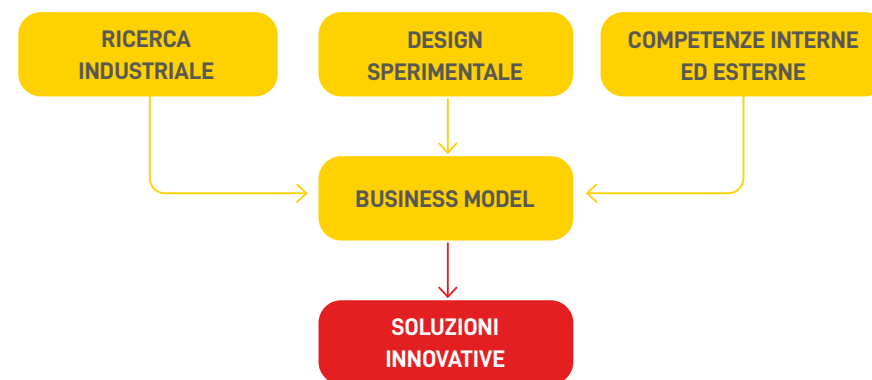 RICERCA
INDUSTRIALE
DESIGN
SPERIMENTALE
COMPETENZE INTERNE
ED ESTERNE
BUSINESS MODEL
SOLUZIONI
INNOVATIVE